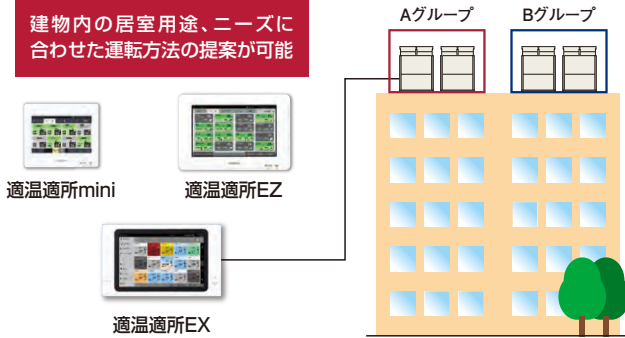 建物内の居室用途、ニーズに
合わせた運転方法の提案が可能
Aグループ
Bグループ
適温適所mini
適温適所EZ
適温適所EX